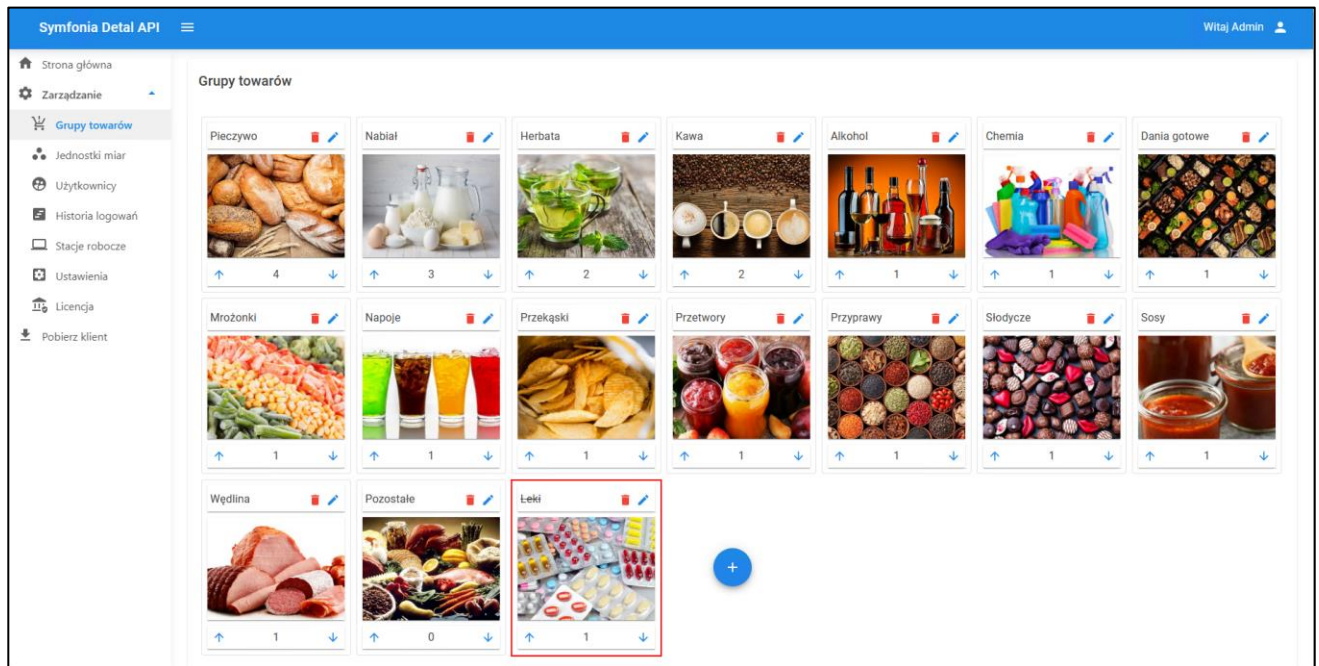 Symfonia Detal API
Witaj Admin
Strona główna
Zarządzanie
Grupy towarów
Jednostki miar
Użytkownicy
Historia logowań
Stacje robocze
Ustawienia
Licencja
Pobierz klient
Grupy towarów
Pieczywo Nabiał Herbata Kawa Alkohol Chemia Dania gotowe
4 3 2 2 1 1 1
Mrożonki Napoje Przekąski Przetwory Przyprawy Słodycze Sosy
1 1 1 1 1 1 1
Wędlina Pozostałe Leki
1 0 1